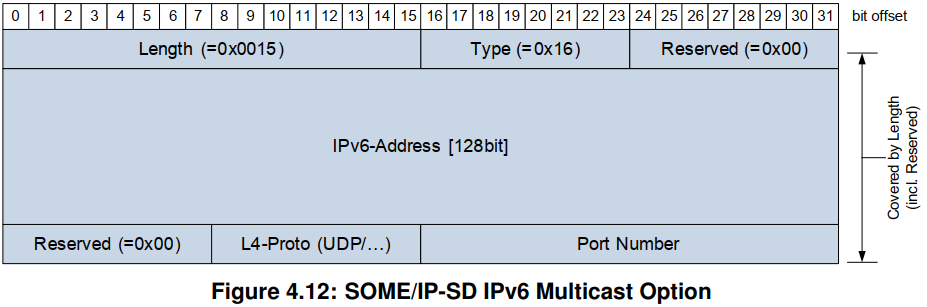 0 1 2 3 4 5 6 7 8 9 10 11 12 13 14 15 16 17 18 19 20 21 22 23 24 25 26 27 28 29 30 31 bit offset
Length (=0x0015) Type (=0x16) Reserved (=0x00)
IPv6-Address [128bit]
Covered by Length
(incl. Reserved)
Reserved (=0x00) L4-Proto (UDP/…) Port Number
Figure 4.12: SOME/IP-SD IPv6 Multicast Option